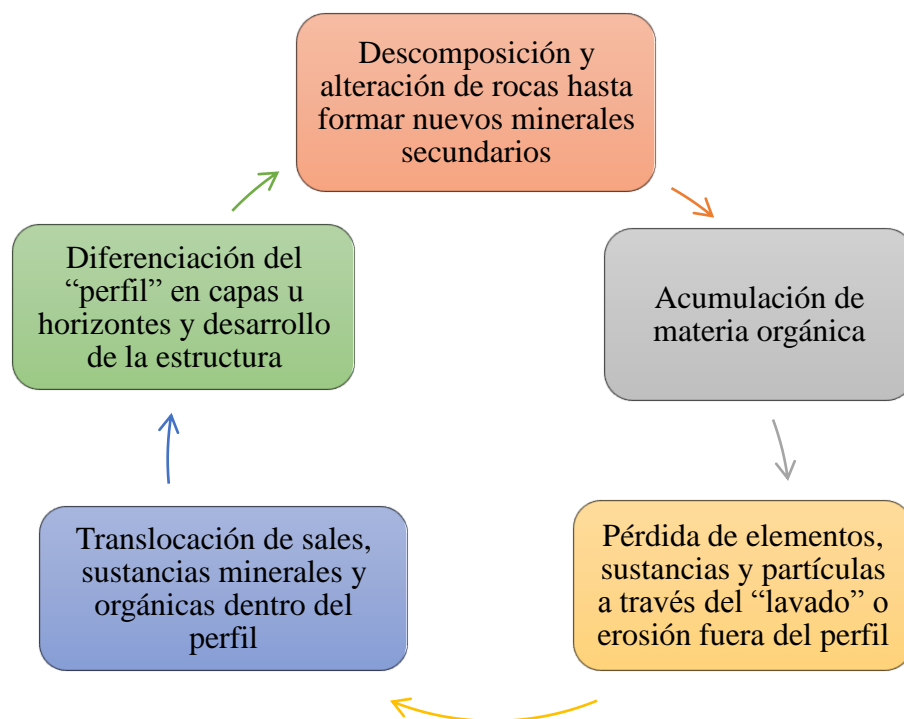 Descomposición y
alteración de rocas hasta
formar nuevos minerales
secundarios
Acumulación de
materia orgánica
Pérdida de elementos,
sustancias y partículas
a través del “lavado” o
erosión fuera del perfil
Translocación de sales,
sustancias minerales y
orgánicas dentro del
perfil
Diferenciación del
“perfil” en capas u
horizontes y desarrollo
de la estructura